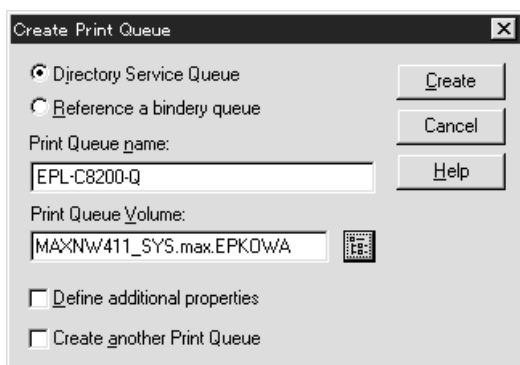 Create Print Queue
Directory Service Queue
Reference a bindery queue
Print Queue name:
EPL-C8200-Q
Print Queue Volume:
MAXNW411_SYS.max.EPKOWA
Define additional properties
Create another Print Queue
Create
Cancel
Help